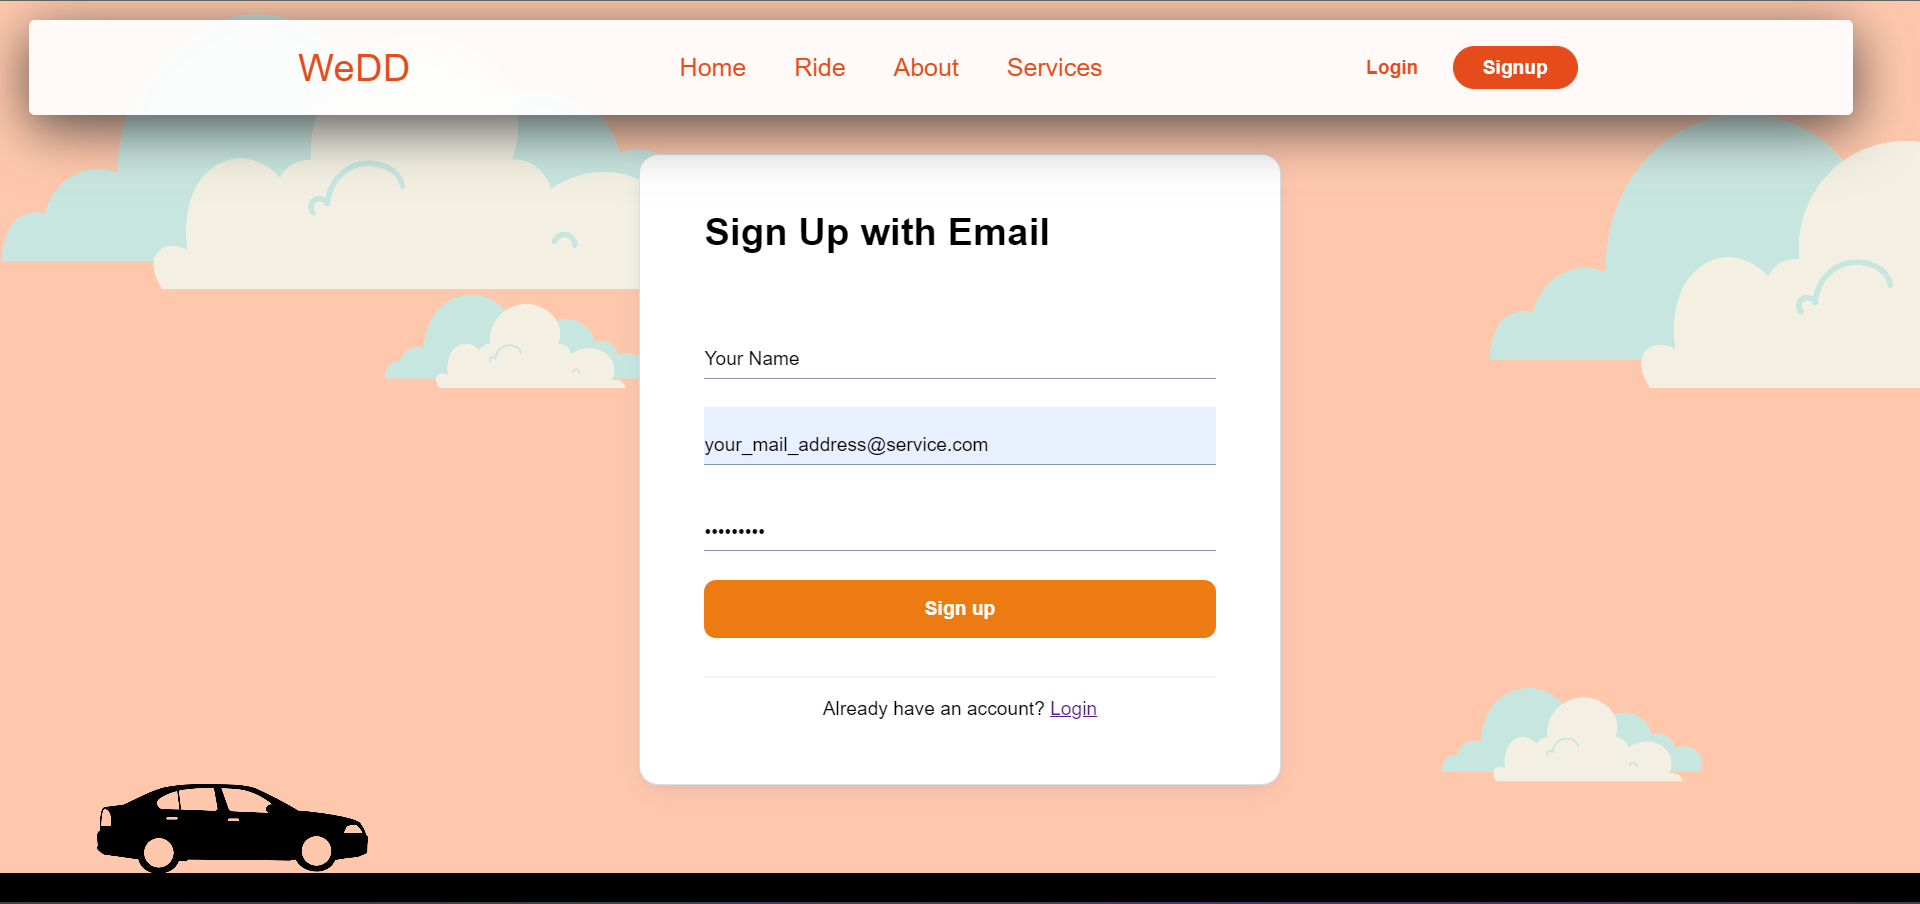 WeDD
Home Ride About Services
Login Signup
Sign Up with Email
Your Name
your_mail_address@service.com
•••••••••
Sign up
Already have an account? Login